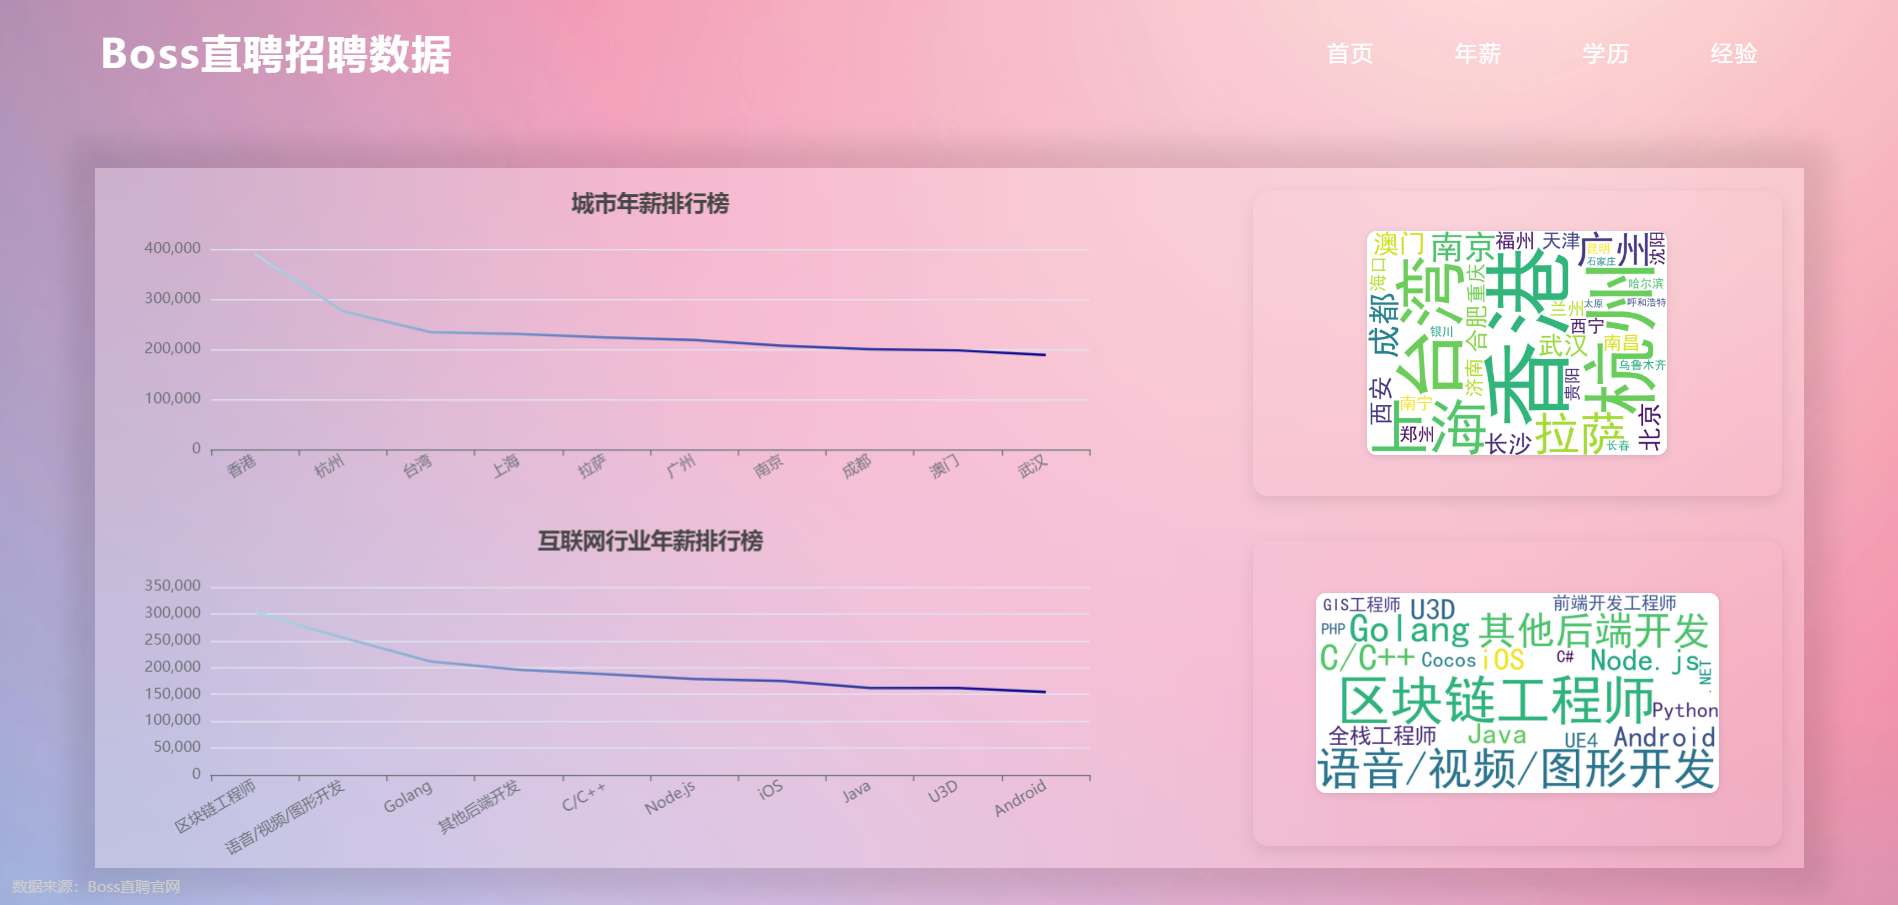 Boss直聘招聘数据
首页 年薪 学历 经验
城市年薪排行榜
400,000
300,000
200,000
100,000
0
香港 杭州 台湾 上海 拉萨 广州 南京 成都 澳门 武汉
互联网行业年薪排行榜
350,000
300,000
250,000
200,000
150,000
100,000
50,000
0
区块链工程师 语音/视频/图形开发 Golang 其他后端开发 C/C++ Node.js iOS Java U3D Android
澳门
南京
福州
天津
广州
昆明
石家庄
沈阳
海口
台湾
重庆
香港
杭州
哈尔滨
成都
兰州
太原
呼和浩特
合肥
西宁
银川
武汉
南昌
乌鲁木齐
济南
贵阳
西安
南宁
上海
郑州
长沙
拉萨
长春
北京
GIS工程师
U3D
前端开发工程师
PHP
Golang
其他后端开发
C/C++
Cocos
iOS
C#
Node.js
.NET
区块链工程师
Python
全栈工程师
Java
UE4
Android
语音/视频/图形开发
数据来源：Boss直聘官网